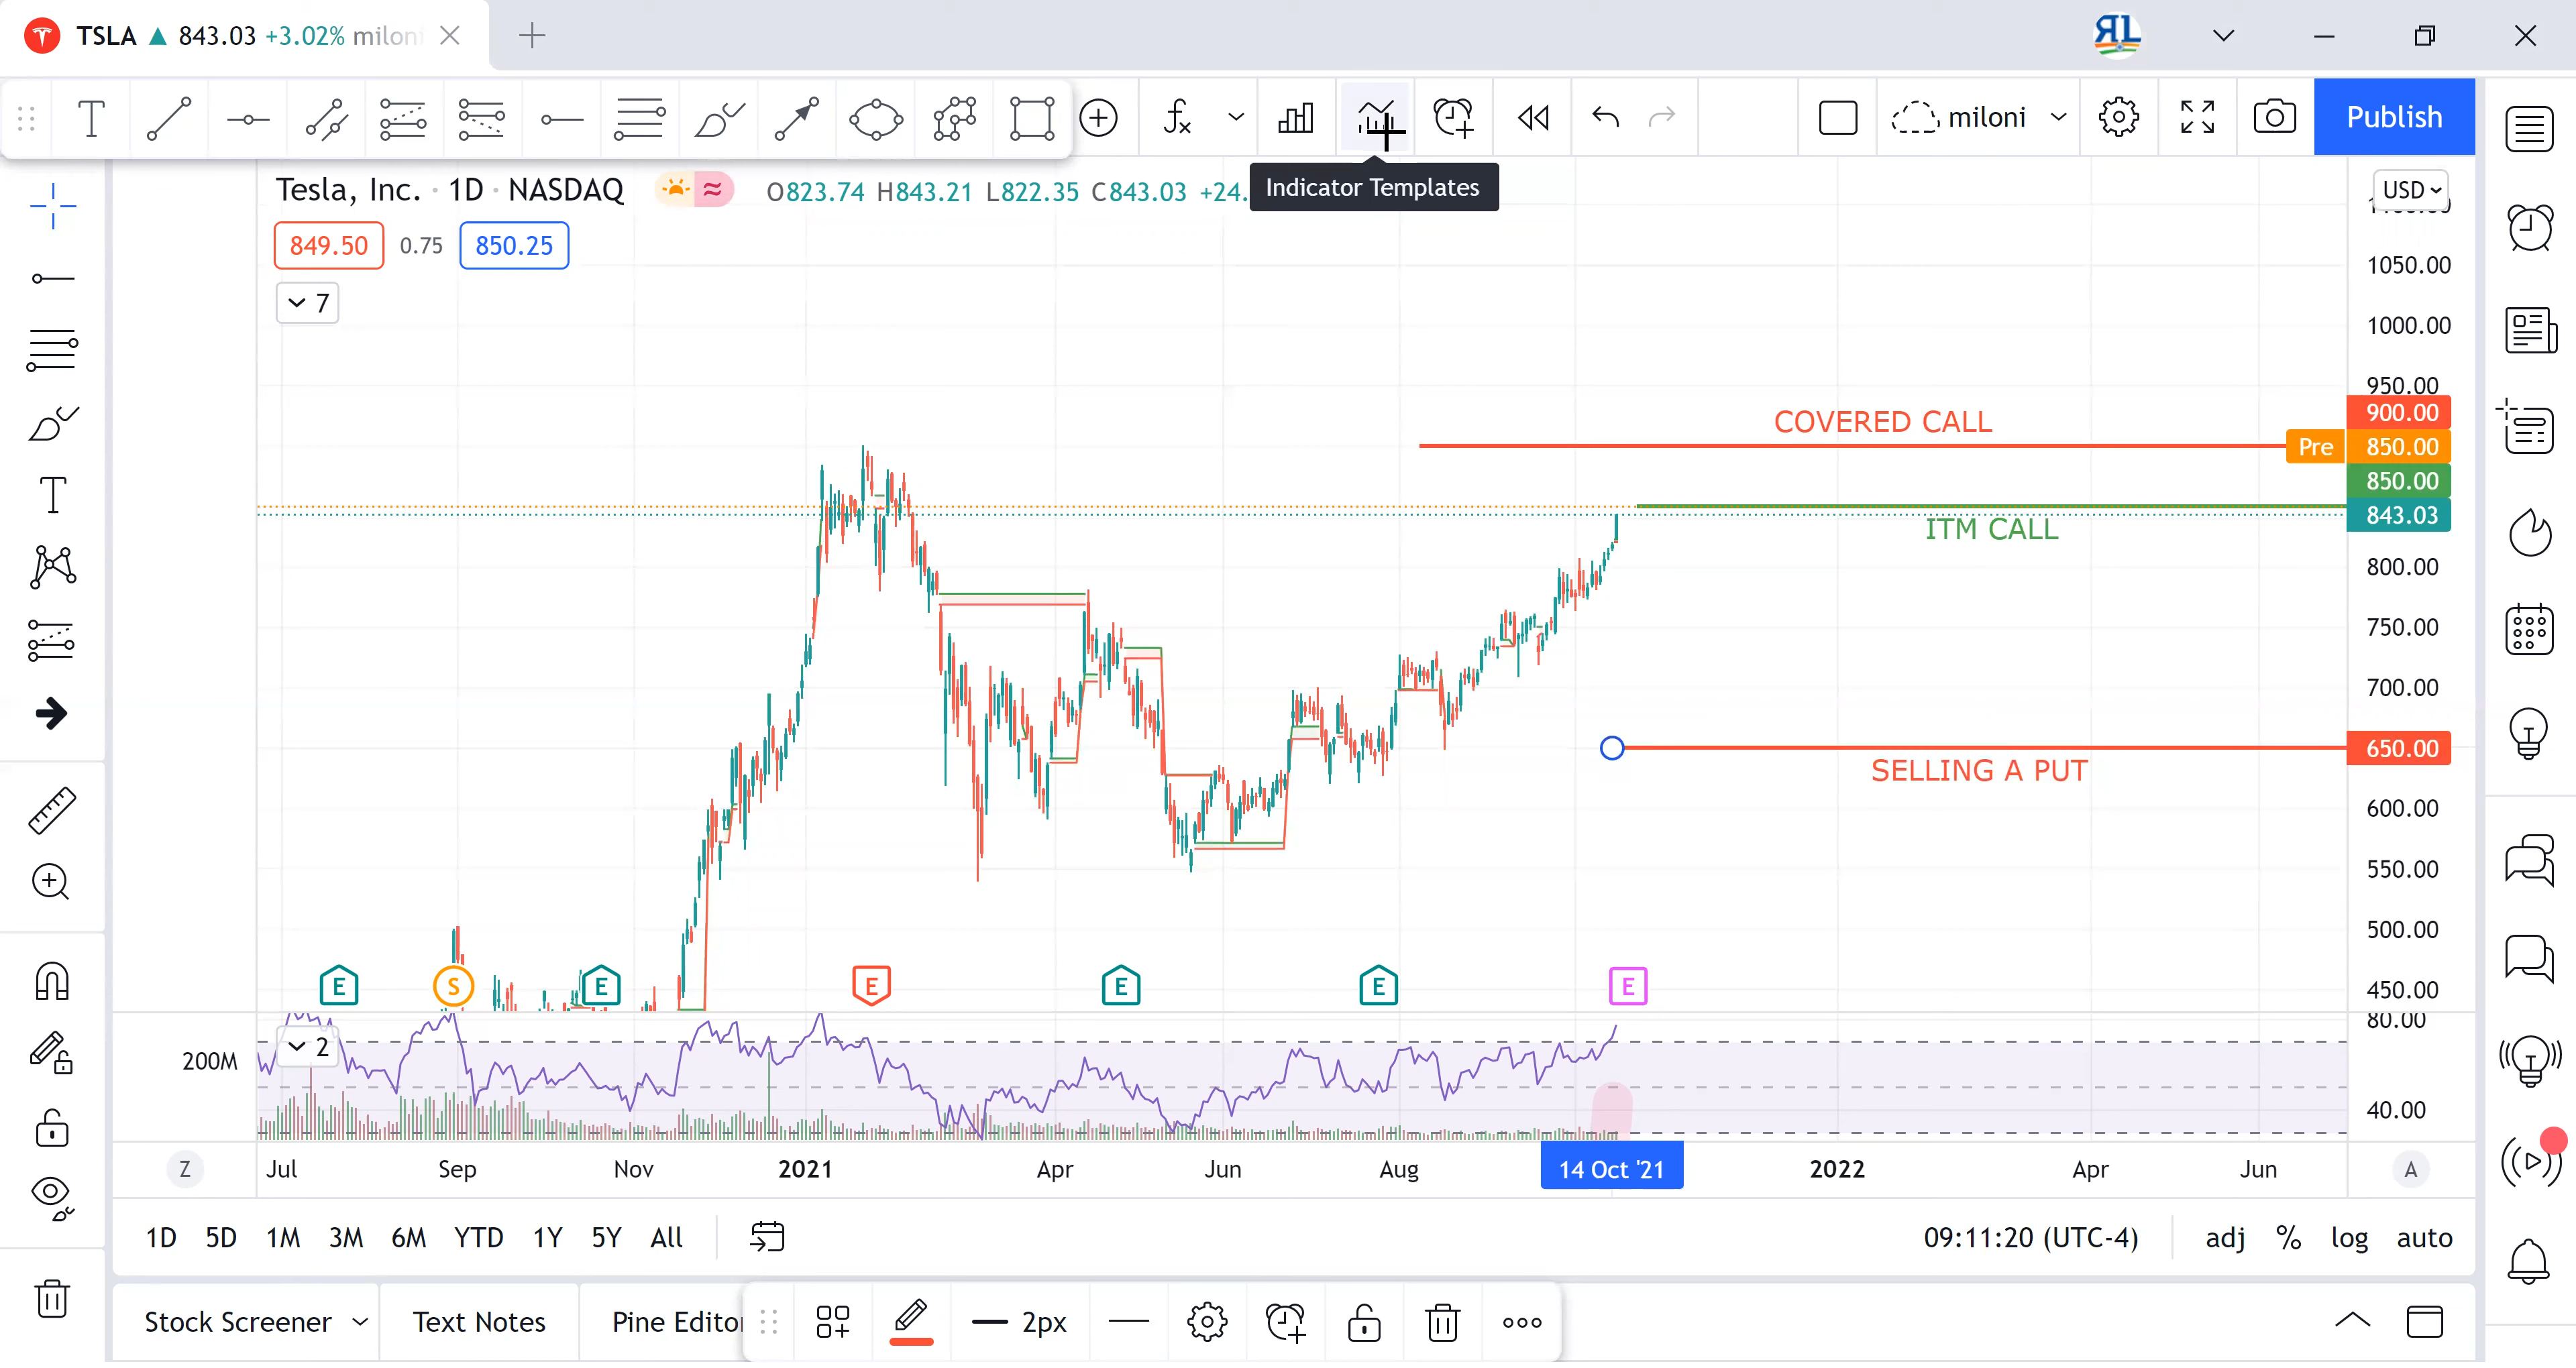 TSLA ▲ 843.03 +3.02% miloni
miloni
Publish
Tesla, Inc. · 1D · NASDAQ
O823.74 H843.21 L822.35 C843.03 +24.
Indicator Templates
USD
849.50 0.75 850.25
7
1050.00
1000.00
950.00
COVERED CALL
900.00
Pre 850.00
850.00
843.03
ITM CALL
800.00
750.00
700.00
650.00
SELLING A PUT
600.00
550.00
500.00
450.00
E S E E E E E
80.00
2
200M
40.00
Z Jul Sep Nov 2021 Apr Jun Aug 14 Oct '21 2022 Apr Jun A
1D 5D 1M 3M 6M YTD 1Y 5Y All
09:11:20 (UTC-4) adj % log auto
Stock Screener Text Notes Pine Editor 2px